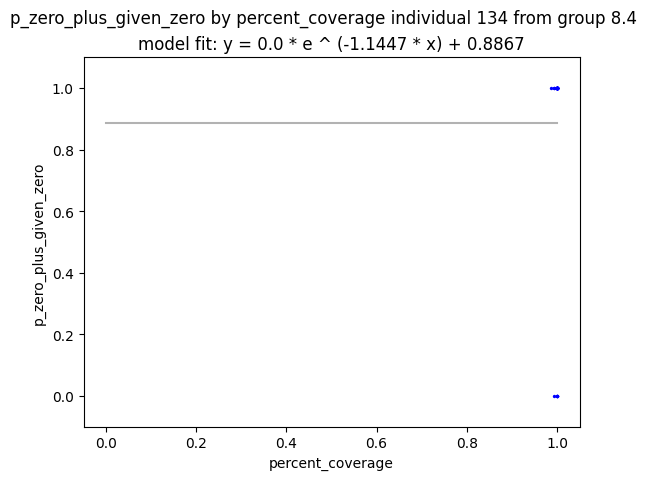 p_zero_plus_given_zero by percent_coverage individual 134 from group 8.4
model fit: y = 0.0 * e ^ (-1.1447 * x) + 0.8867
1.0
0.8
0.6
0.4
0.2
0.0
p_zero_plus_given_zero
0.0 0.2 0.4 0.6 0.8 1.0
percent_coverage